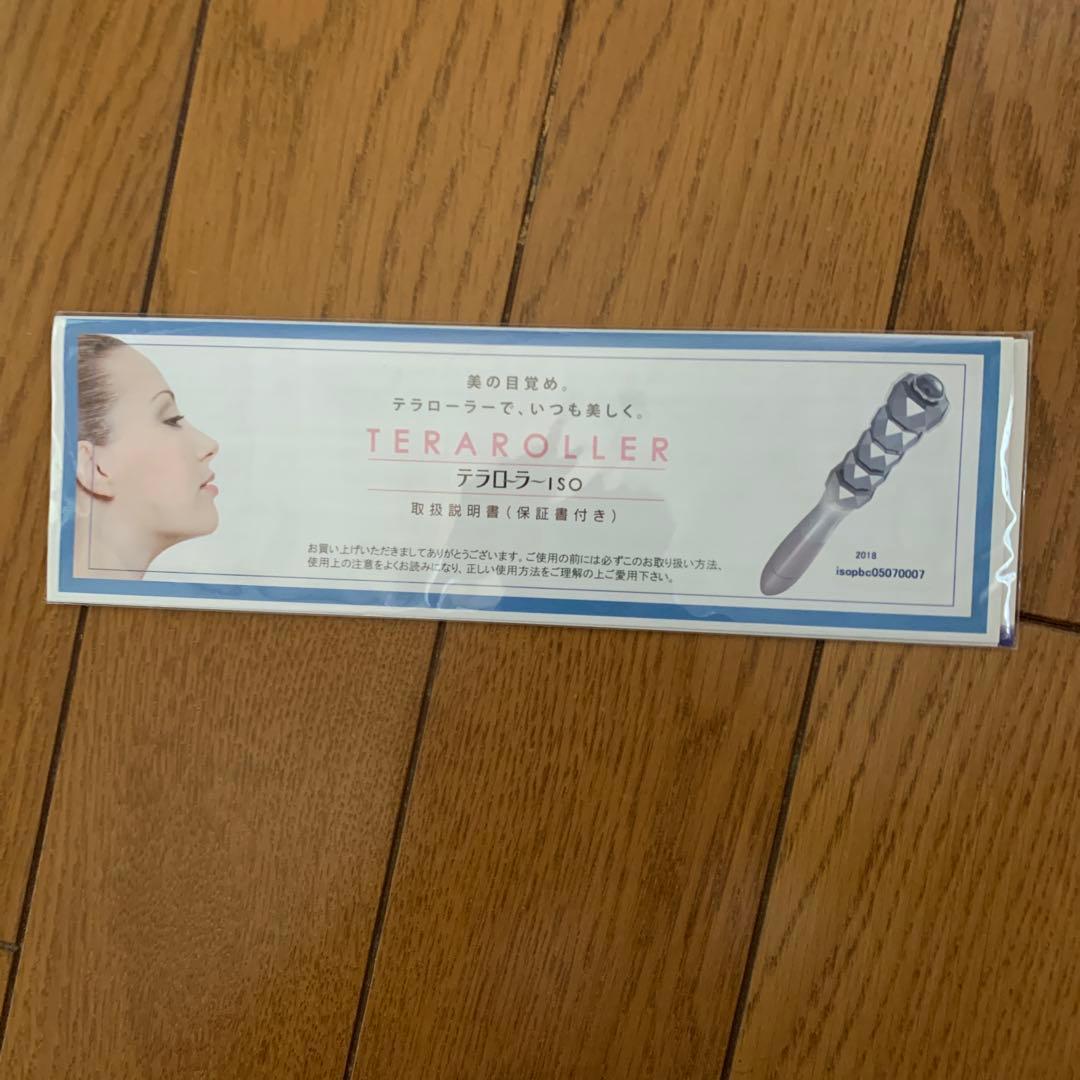 美の目覚め。
テラローラーで、いつも美しく。
TERAROLLER
テラローラーISO
取扱説明書(保証書付き)
お買い上げいただきましてありがとうございます。ご使用の前には必ずこのお取り扱い方法、
使用上の注意をよくお読みになり、正しい使用方法をご理解の上ご愛用下さい。
2018
isopbc05070007